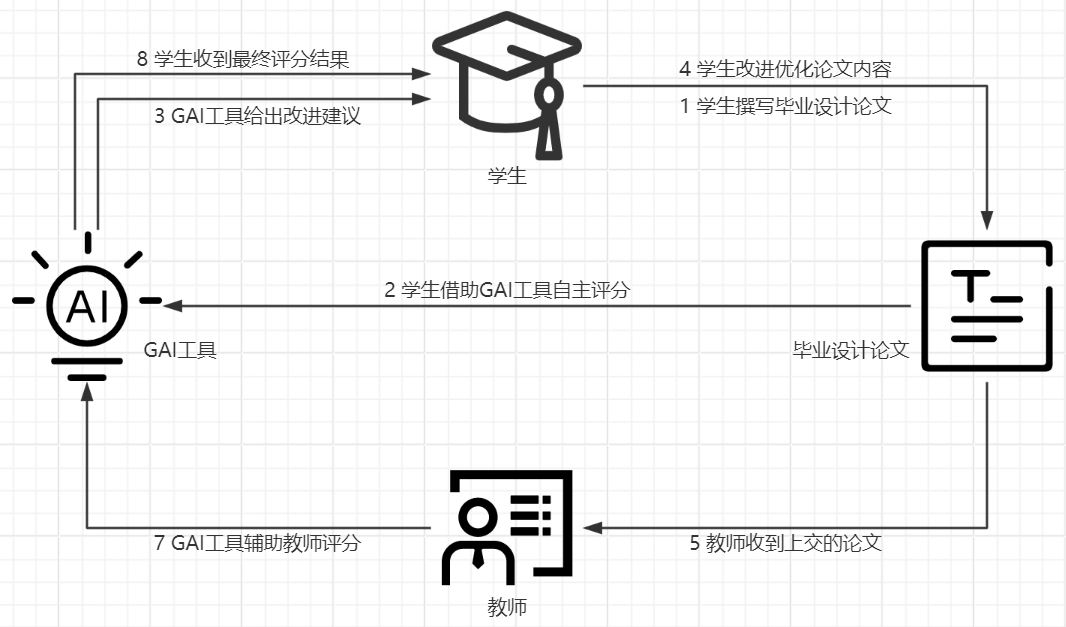 8 学生收到最终评分结果
4 学生改进优化论文内容
3 GAI工具给出改进建议
1 学生撰写毕业设计论文
学生
2 学生借助GAI工具自主评分
AI
T
GAI工具
毕业设计论文
7 GAI工具辅助教师评分
5 教师收到上交的论文
教师